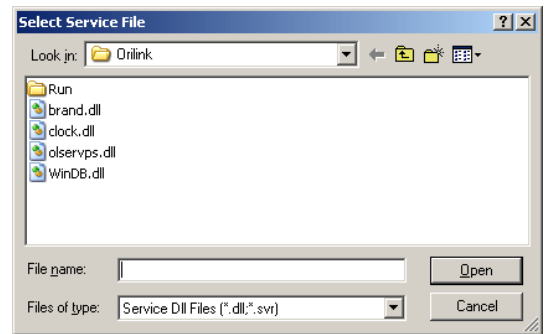 Select Service File
Look in: Orilink
Run
brand.dll
clock.dll
olservps.dll
WinDB.dll
File name: Open
Files of type: Service Dll Files (*.dll;*.svr) Cancel